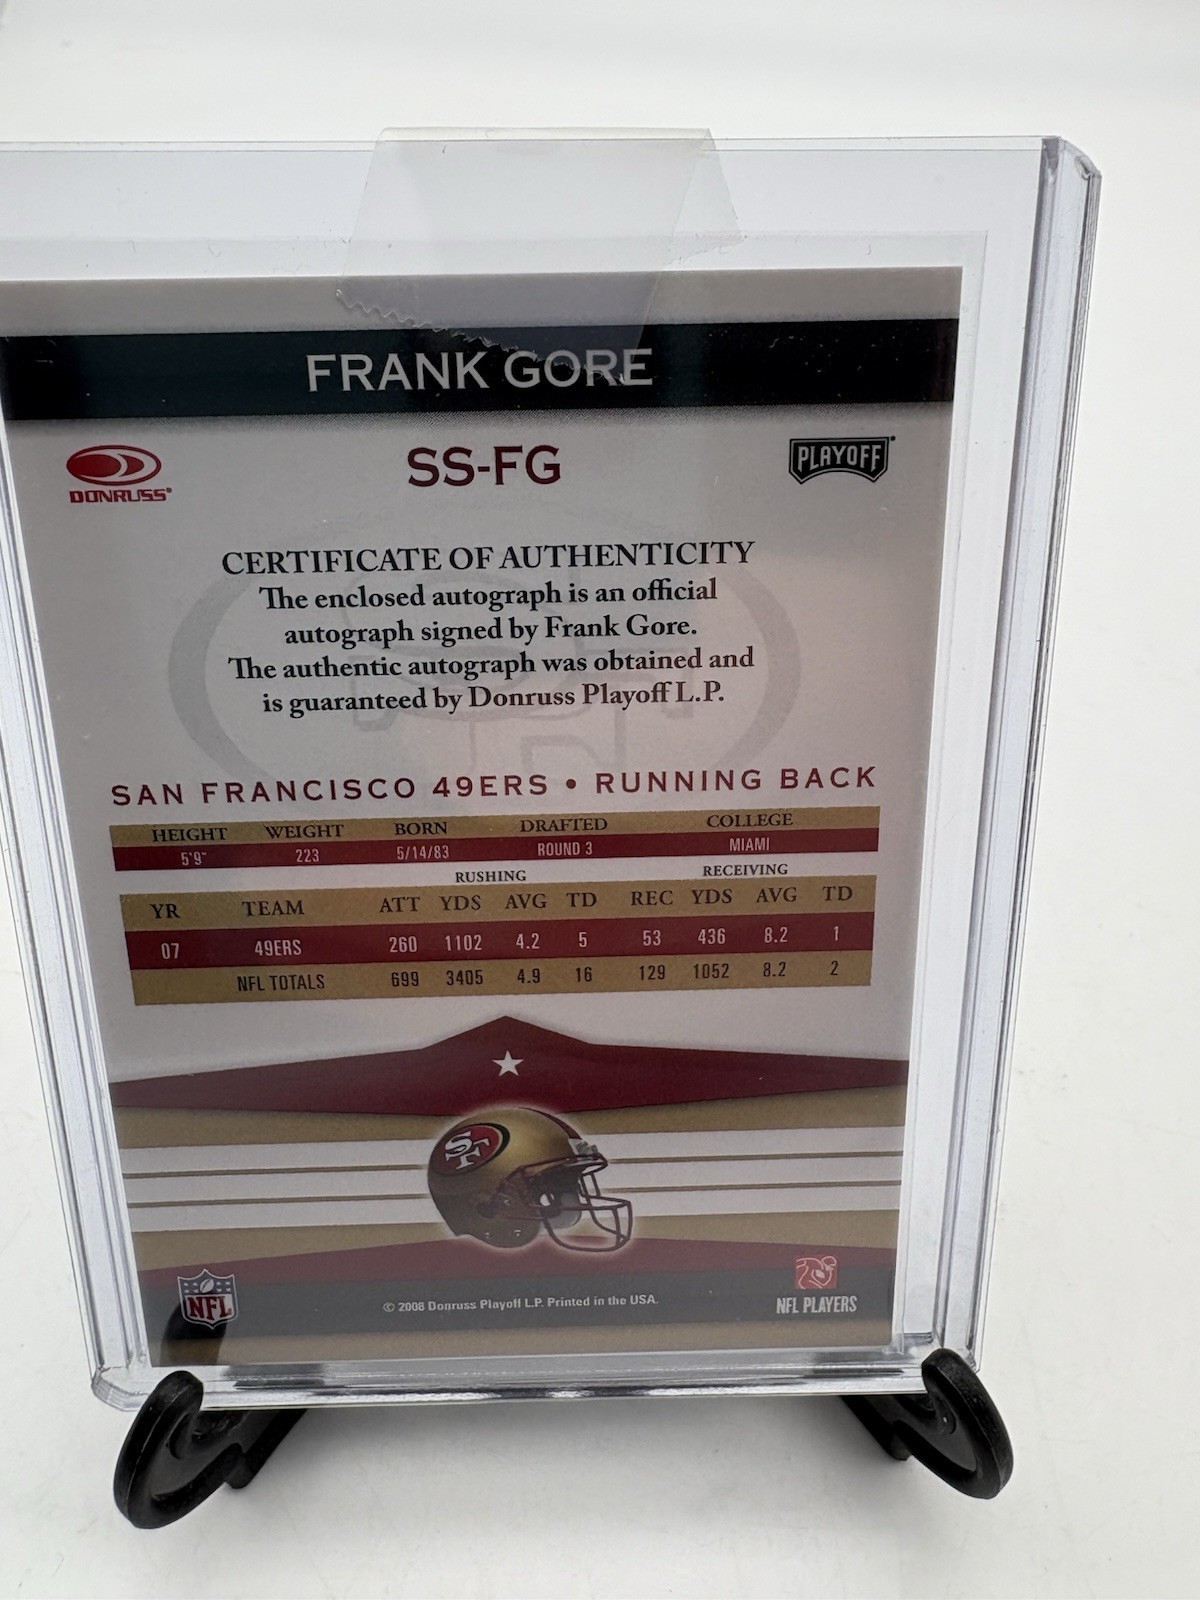 FRANK GORE
DONRUSS
SS-FG
PLAYOFF
CERTIFICATE OF AUTHENTICITY
The enclosed autograph is an official
autograph signed by Frank Gore.
The authentic autograph was obtained and
is guaranteed by Donruss Playoff L.P.
SAN FRANCISCO 49ERS • RUNNING BACK
HEIGHT WEIGHT BORN DRAFTED COLLEGE
5'9" 223 5/14/83 ROUND 3 MIAMI
RUSHING RECEIVING
YR TEAM ATT YDS AVG TD REC YDS AVG TD
07 49ERS 260 1102 4.2 5 53 436 8.2 1
NFL TOTALS 699 3405 4.9 16 129 1052 8.2 2
SF
NFL
© 2008 Donruss Playoff L.P. Printed in the USA.
NFL PLAYERS